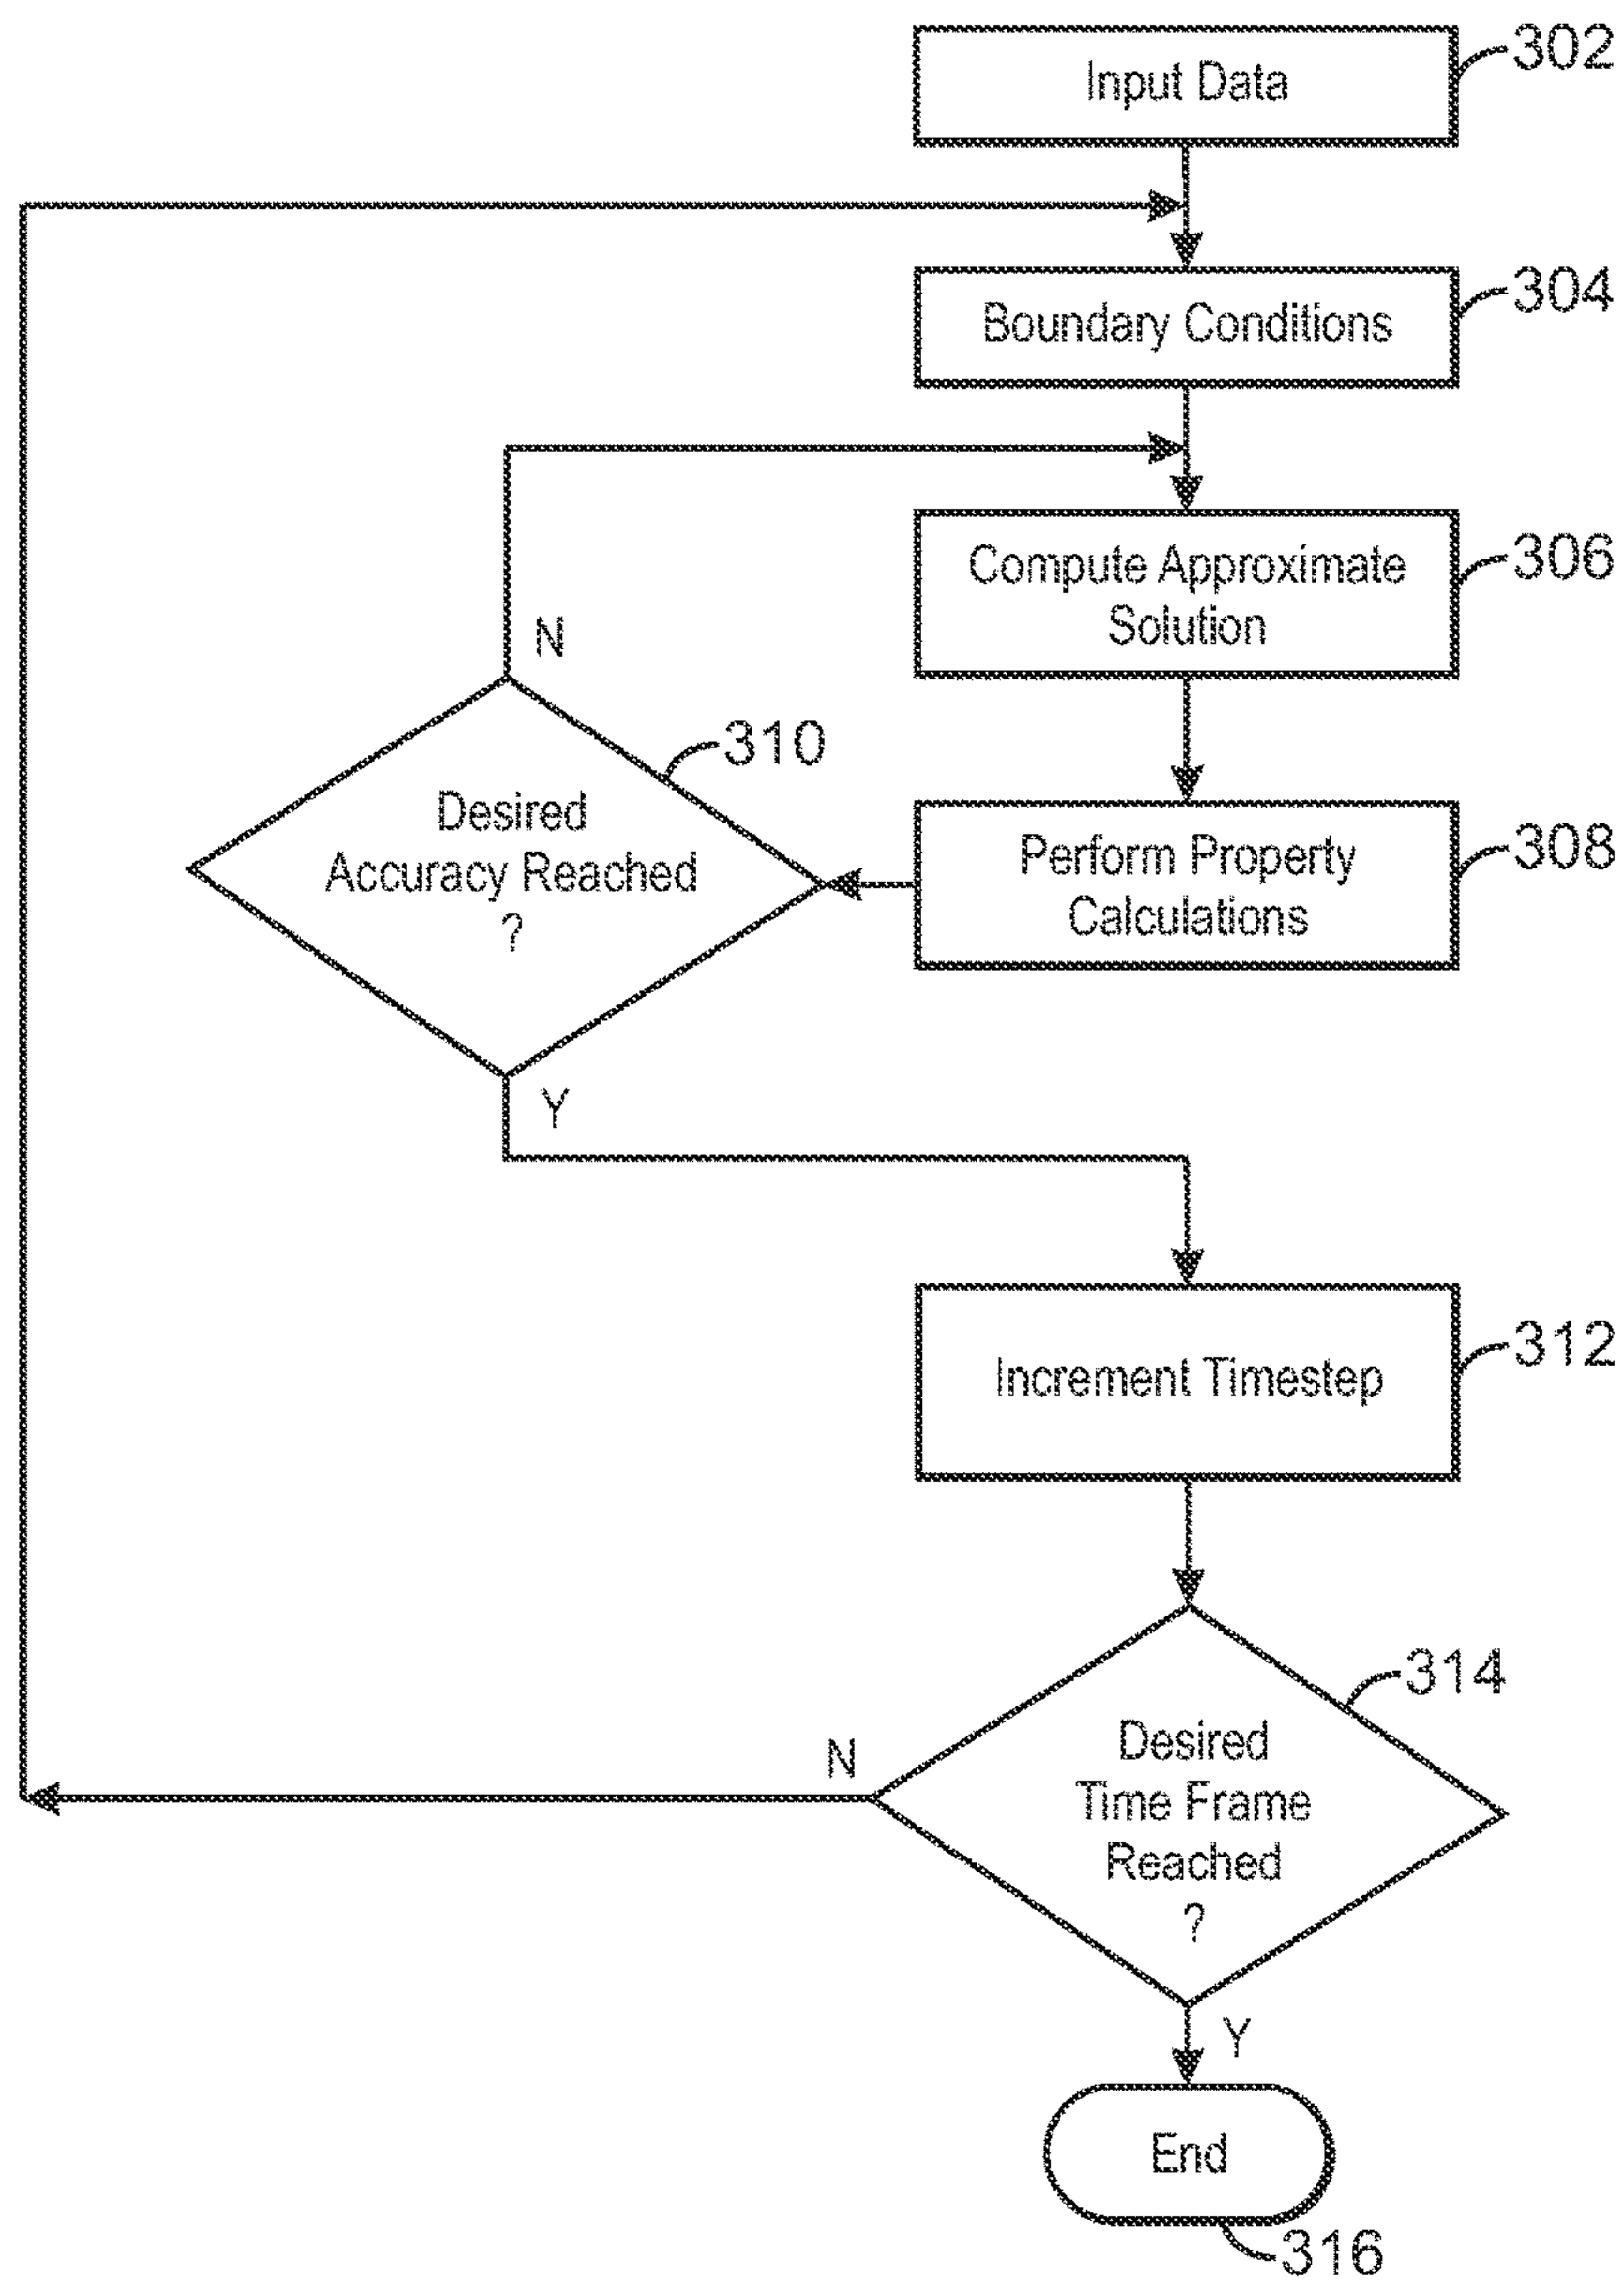 Input Data
302
Boundary Conditions
304
Compute Approximate
Solution
306
N
310
Desired
Accuracy Reached
?
Perform Property
Calculations
308
Y
Increment Timestep
312
314
N
Desired
Time Frame
Reached
?
Y
End
316